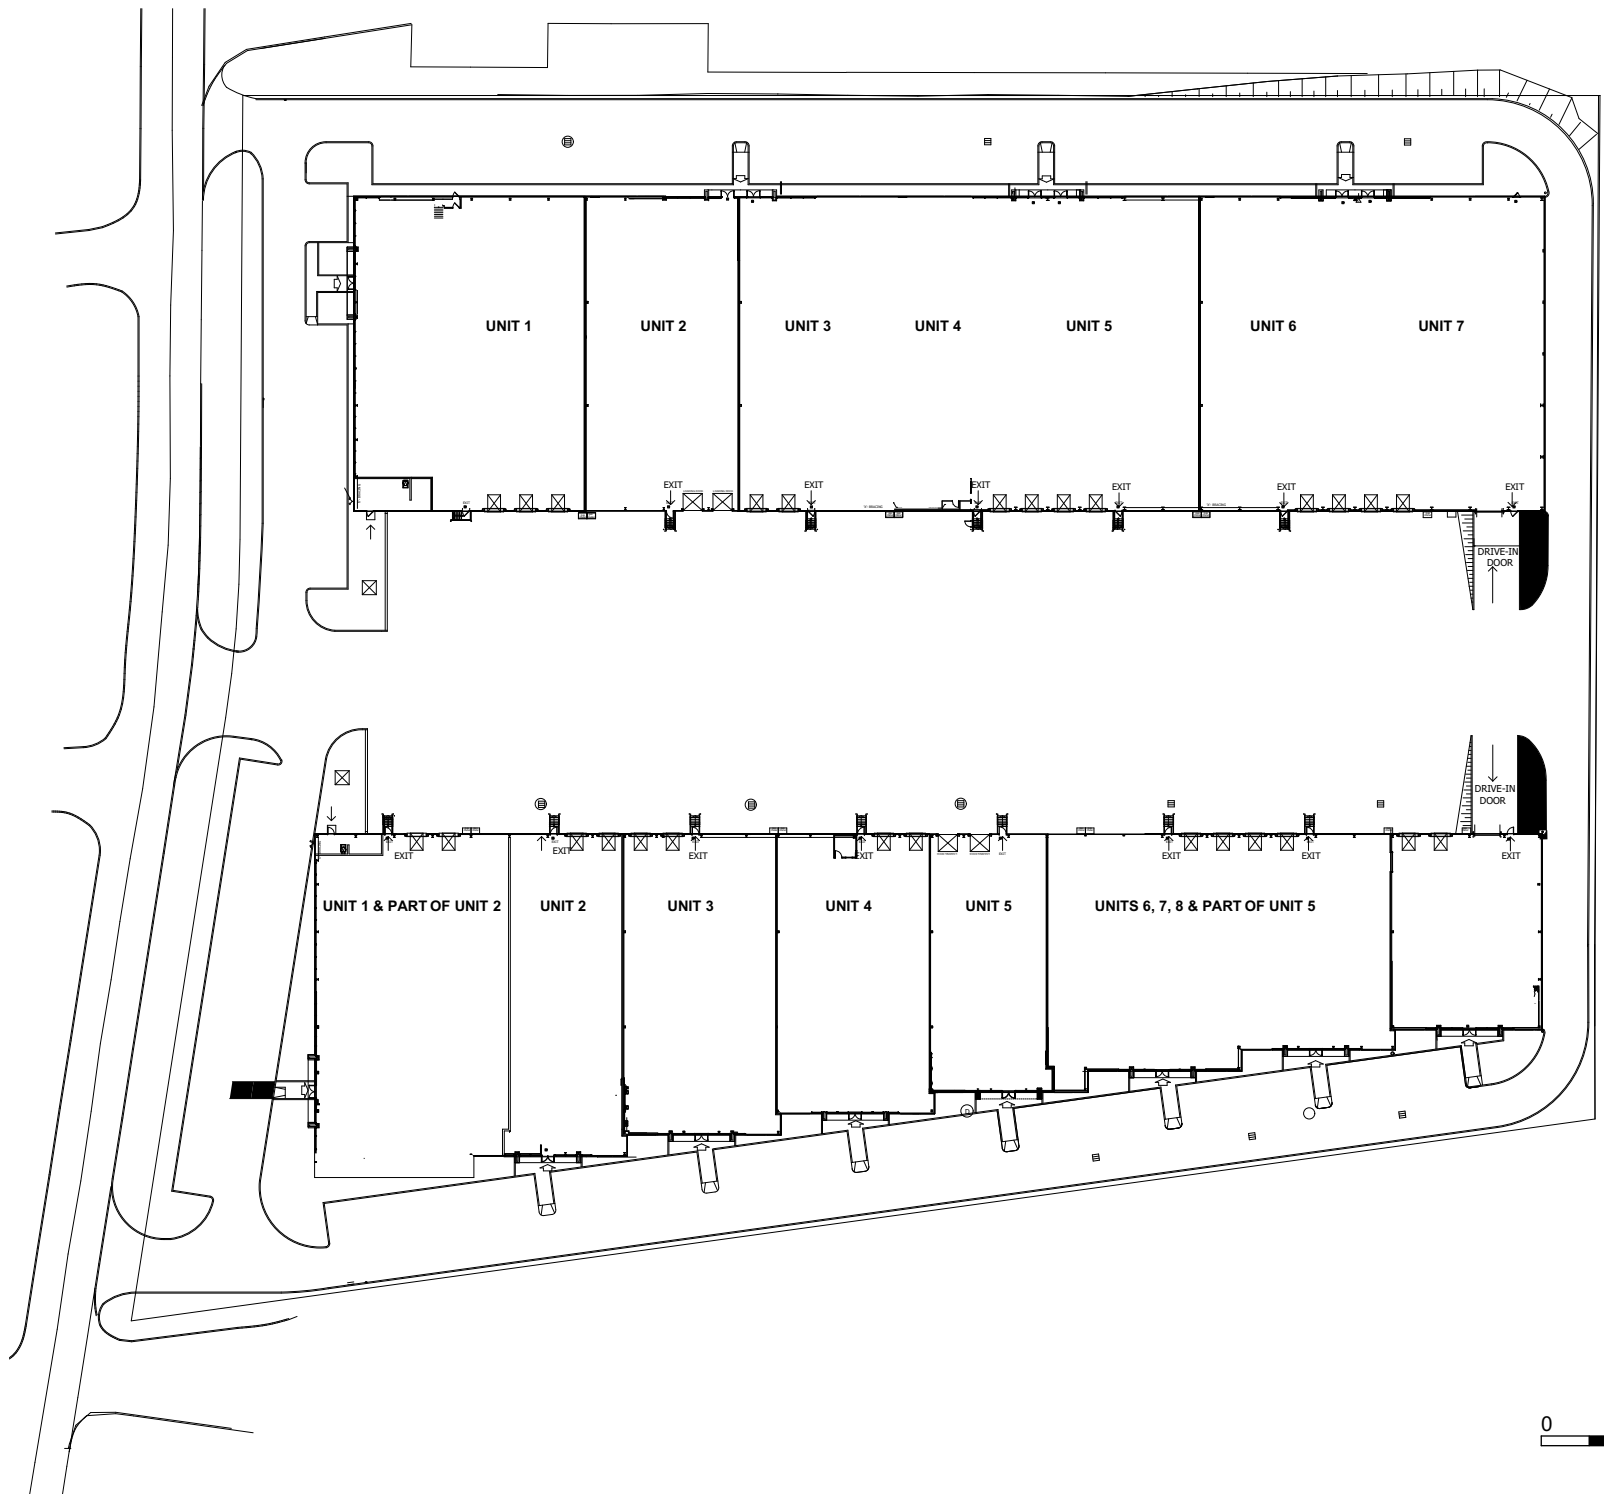 UNIT 1 UNIT 2 UNIT 3 UNIT 4 UNIT 5 UNIT 6 UNIT 7
EXIT EXIT EXIT EXIT EXIT EXIT EXIT
DRIVE-IN
DOOR
DRIVE-IN
DOOR
EXIT EXIT EXIT EXIT EXIT EXIT EXIT EXIT
UNIT 1 & PART OF UNIT 2 UNIT 2 UNIT 3 UNIT 4 UNIT 5 UNITS 6, 7, 8 & PART OF UNIT 5
0